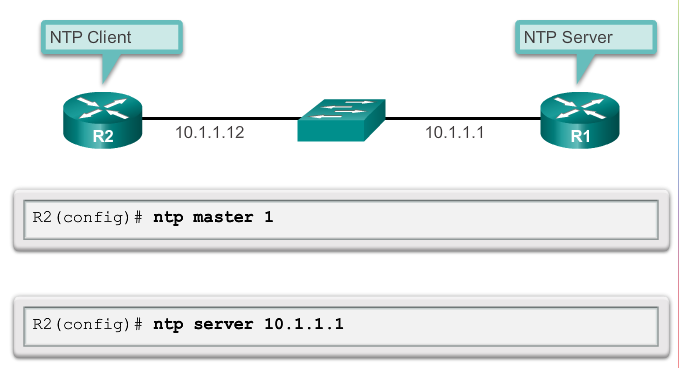 NTP Client
NTP Server
10.1.1.12
10.1.1.1
R2
R1
R2(config)# ntp master 1
R2(config)# ntp server 10.1.1.1